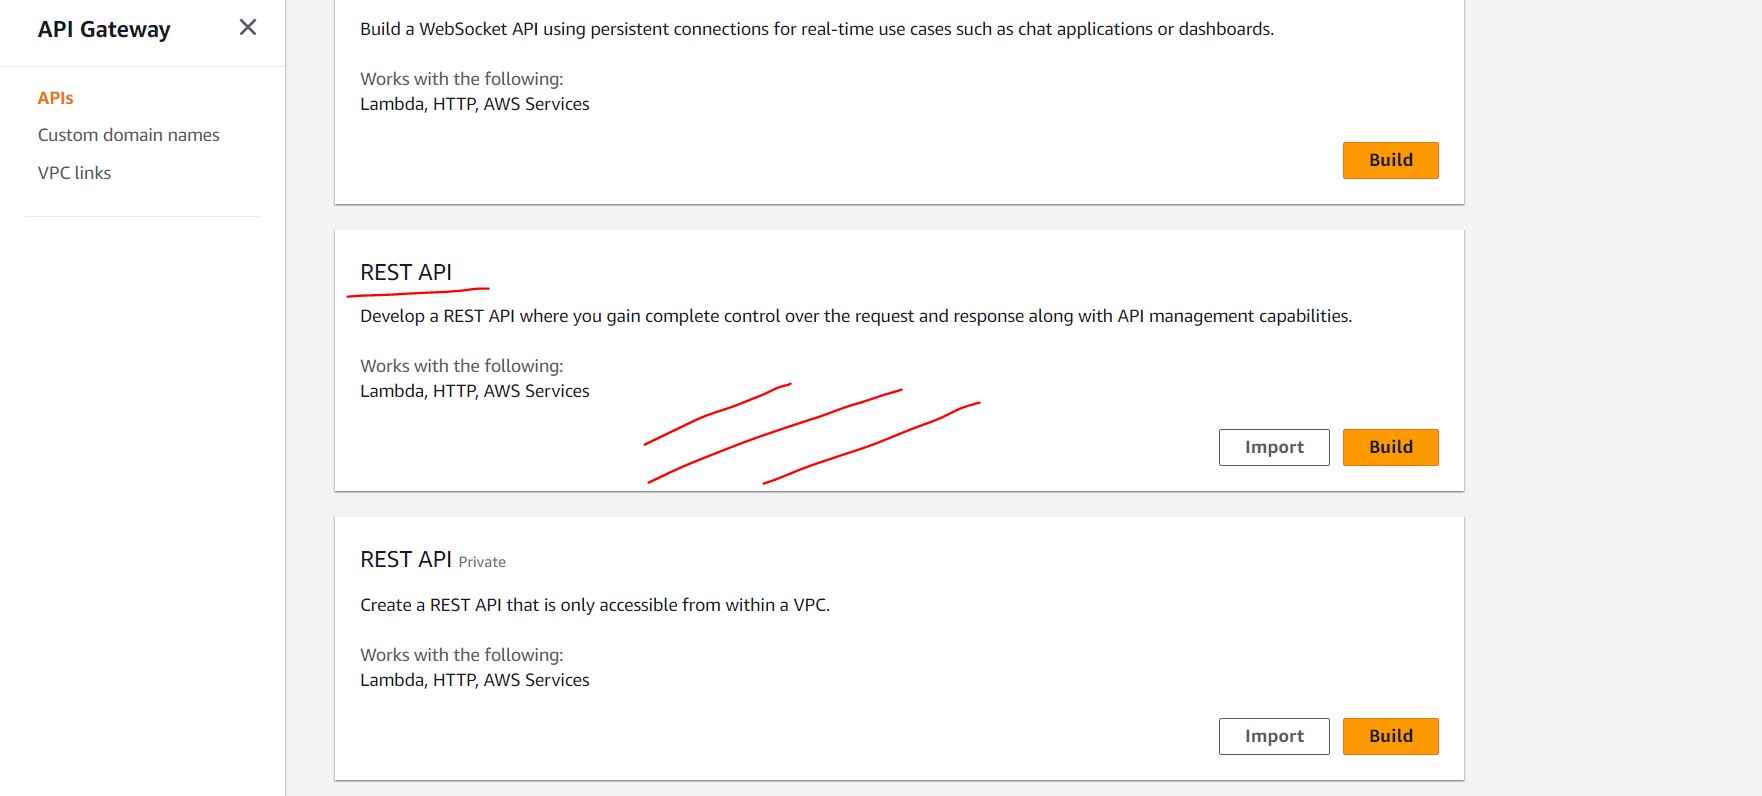 API Gateway
APIs
Custom domain names
VPC links
Build a WebSocket API using persistent connections for real-time use cases such as chat applications or dashboards.
Works with the following:
Lambda, HTTP, AWS Services
Build
REST API
Develop a REST API where you gain complete control over the request and response along with API management capabilities.
Works with the following:
Lambda, HTTP, AWS Services
Import Build
REST API Private
Create a REST API that is only accessible from within a VPC.
Works with the following:
Lambda, HTTP, AWS Services
Import Build